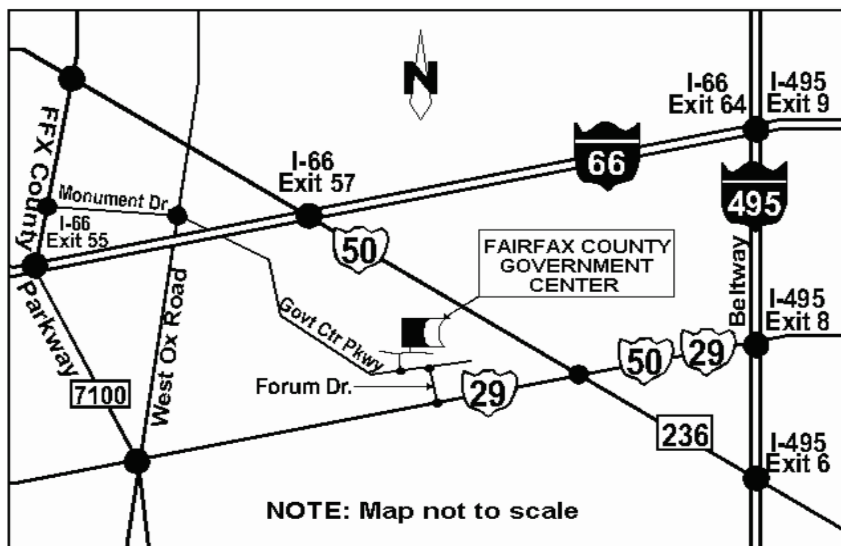 N
I-66
Exit 64
I-495
Exit 9
FFX County
I-66
Exit 57
66
495
Monument Dr.
I-66
Exit 55
50
FAIRFAX COUNTY
GOVERNMENT
CENTER
Beltway
Parkway
West Ox Road
Govt Ctr Pkwy
I-495
Exit 8
50
29
7100
Forum Dr.
29
236
I-495
Exit 6
NOTE: Map not to scale